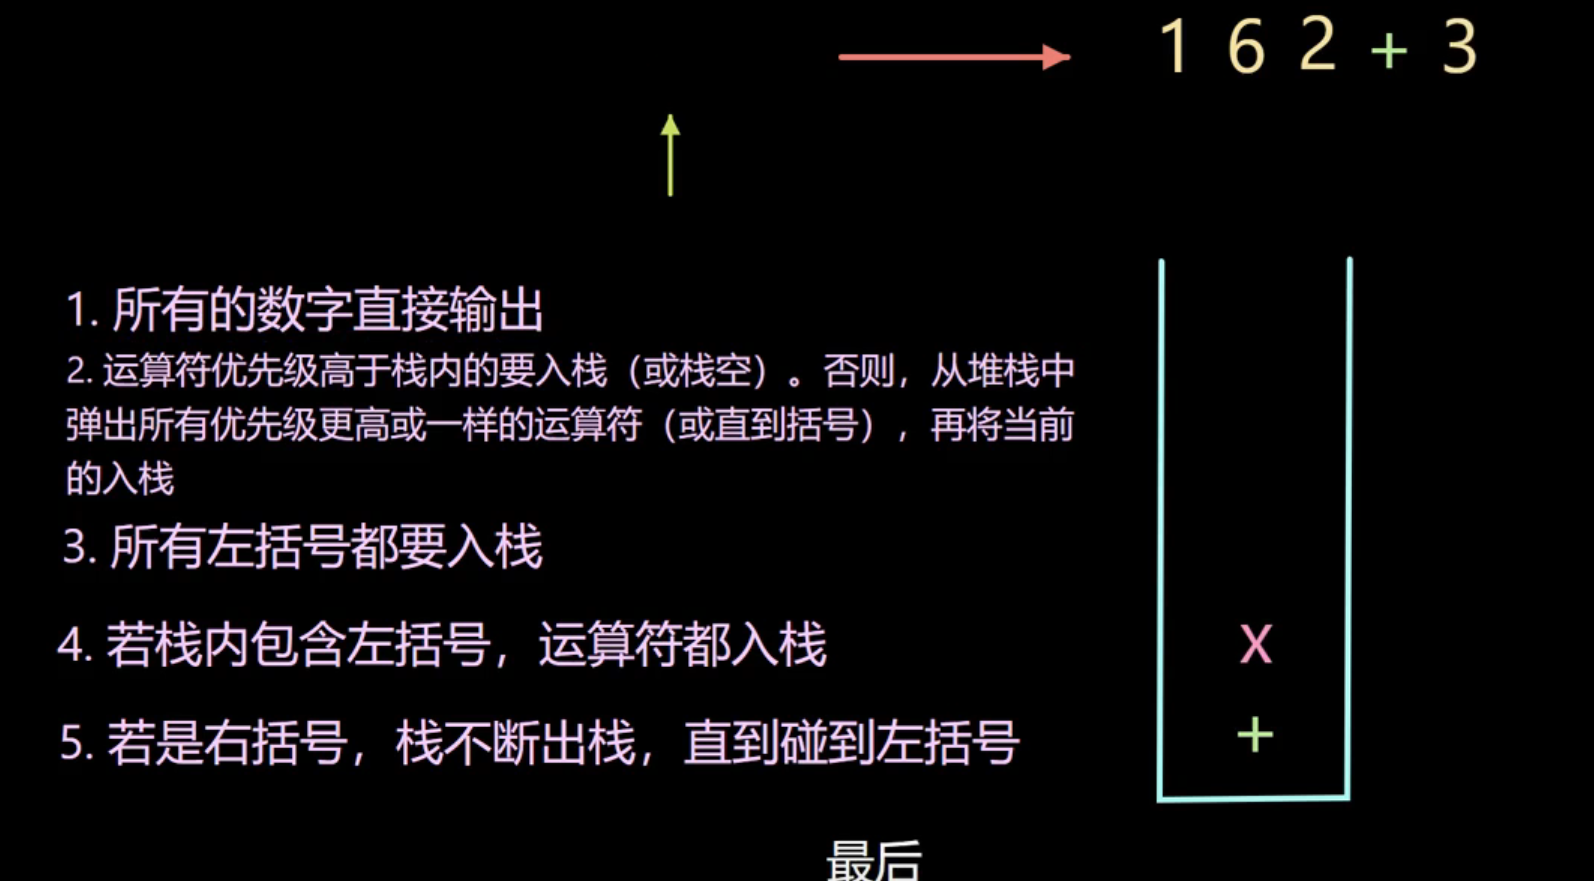 1 6 2 + 3
1. 所有的数字直接输出
2. 运算符优先级高于栈内的要入栈（或栈空）。否则，从堆栈中
弹出所有优先级更高或一样的运算符（或直到括号），再将当前
的入栈
3. 所有左括号都要入栈
4. 若栈内包含左括号，运算符都入栈
x
5. 若是右括号，栈不断出栈，直到碰到左括号
+
最后